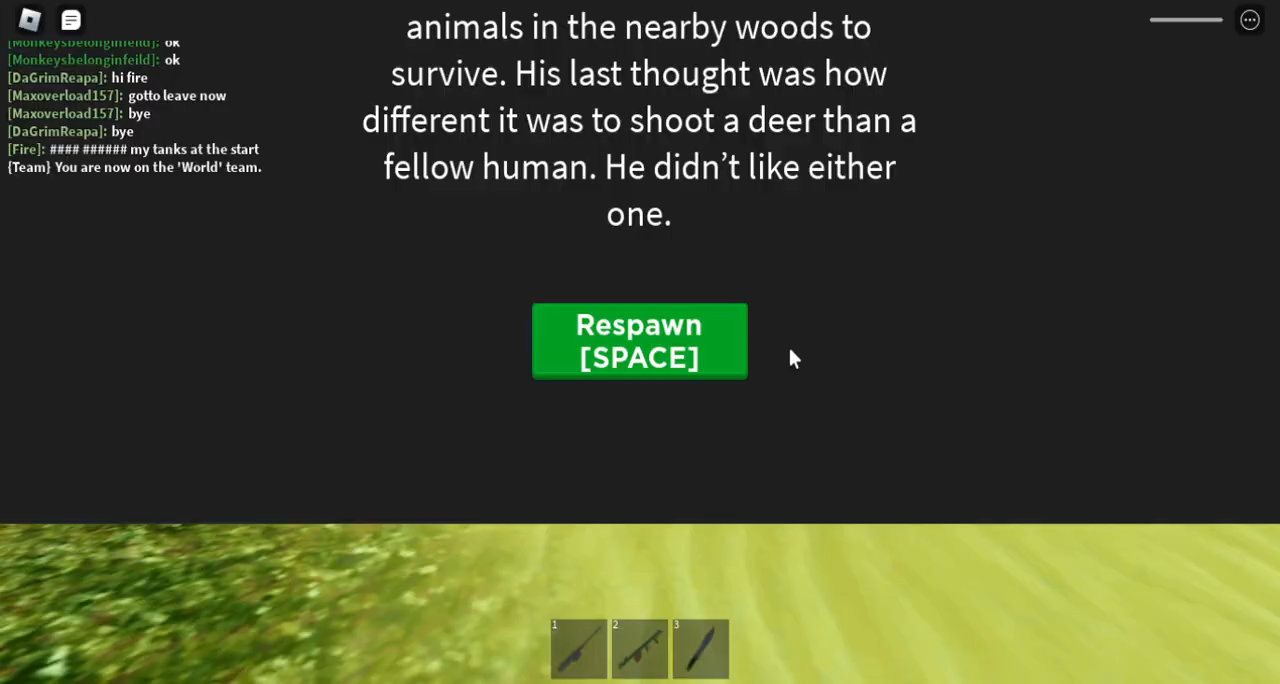 [Monkeysbelonginfeild]: ok
[Monkeysbelonginfeild]: ok
[DaGrimReapa]: hi fire
[Maxoverload157]: gotto leave now
[Maxoverload157]: bye
[DaGrimReapa]: bye
[Fire]: #### ###### my tanks at the start
{Team} You are now on the 'World' team.
animals in the nearby woods to
survive. His last thought was how
different it was to shoot a deer than a
fellow human. He didn’t like either
one.
Respawn
[SPACE]
1
2
3